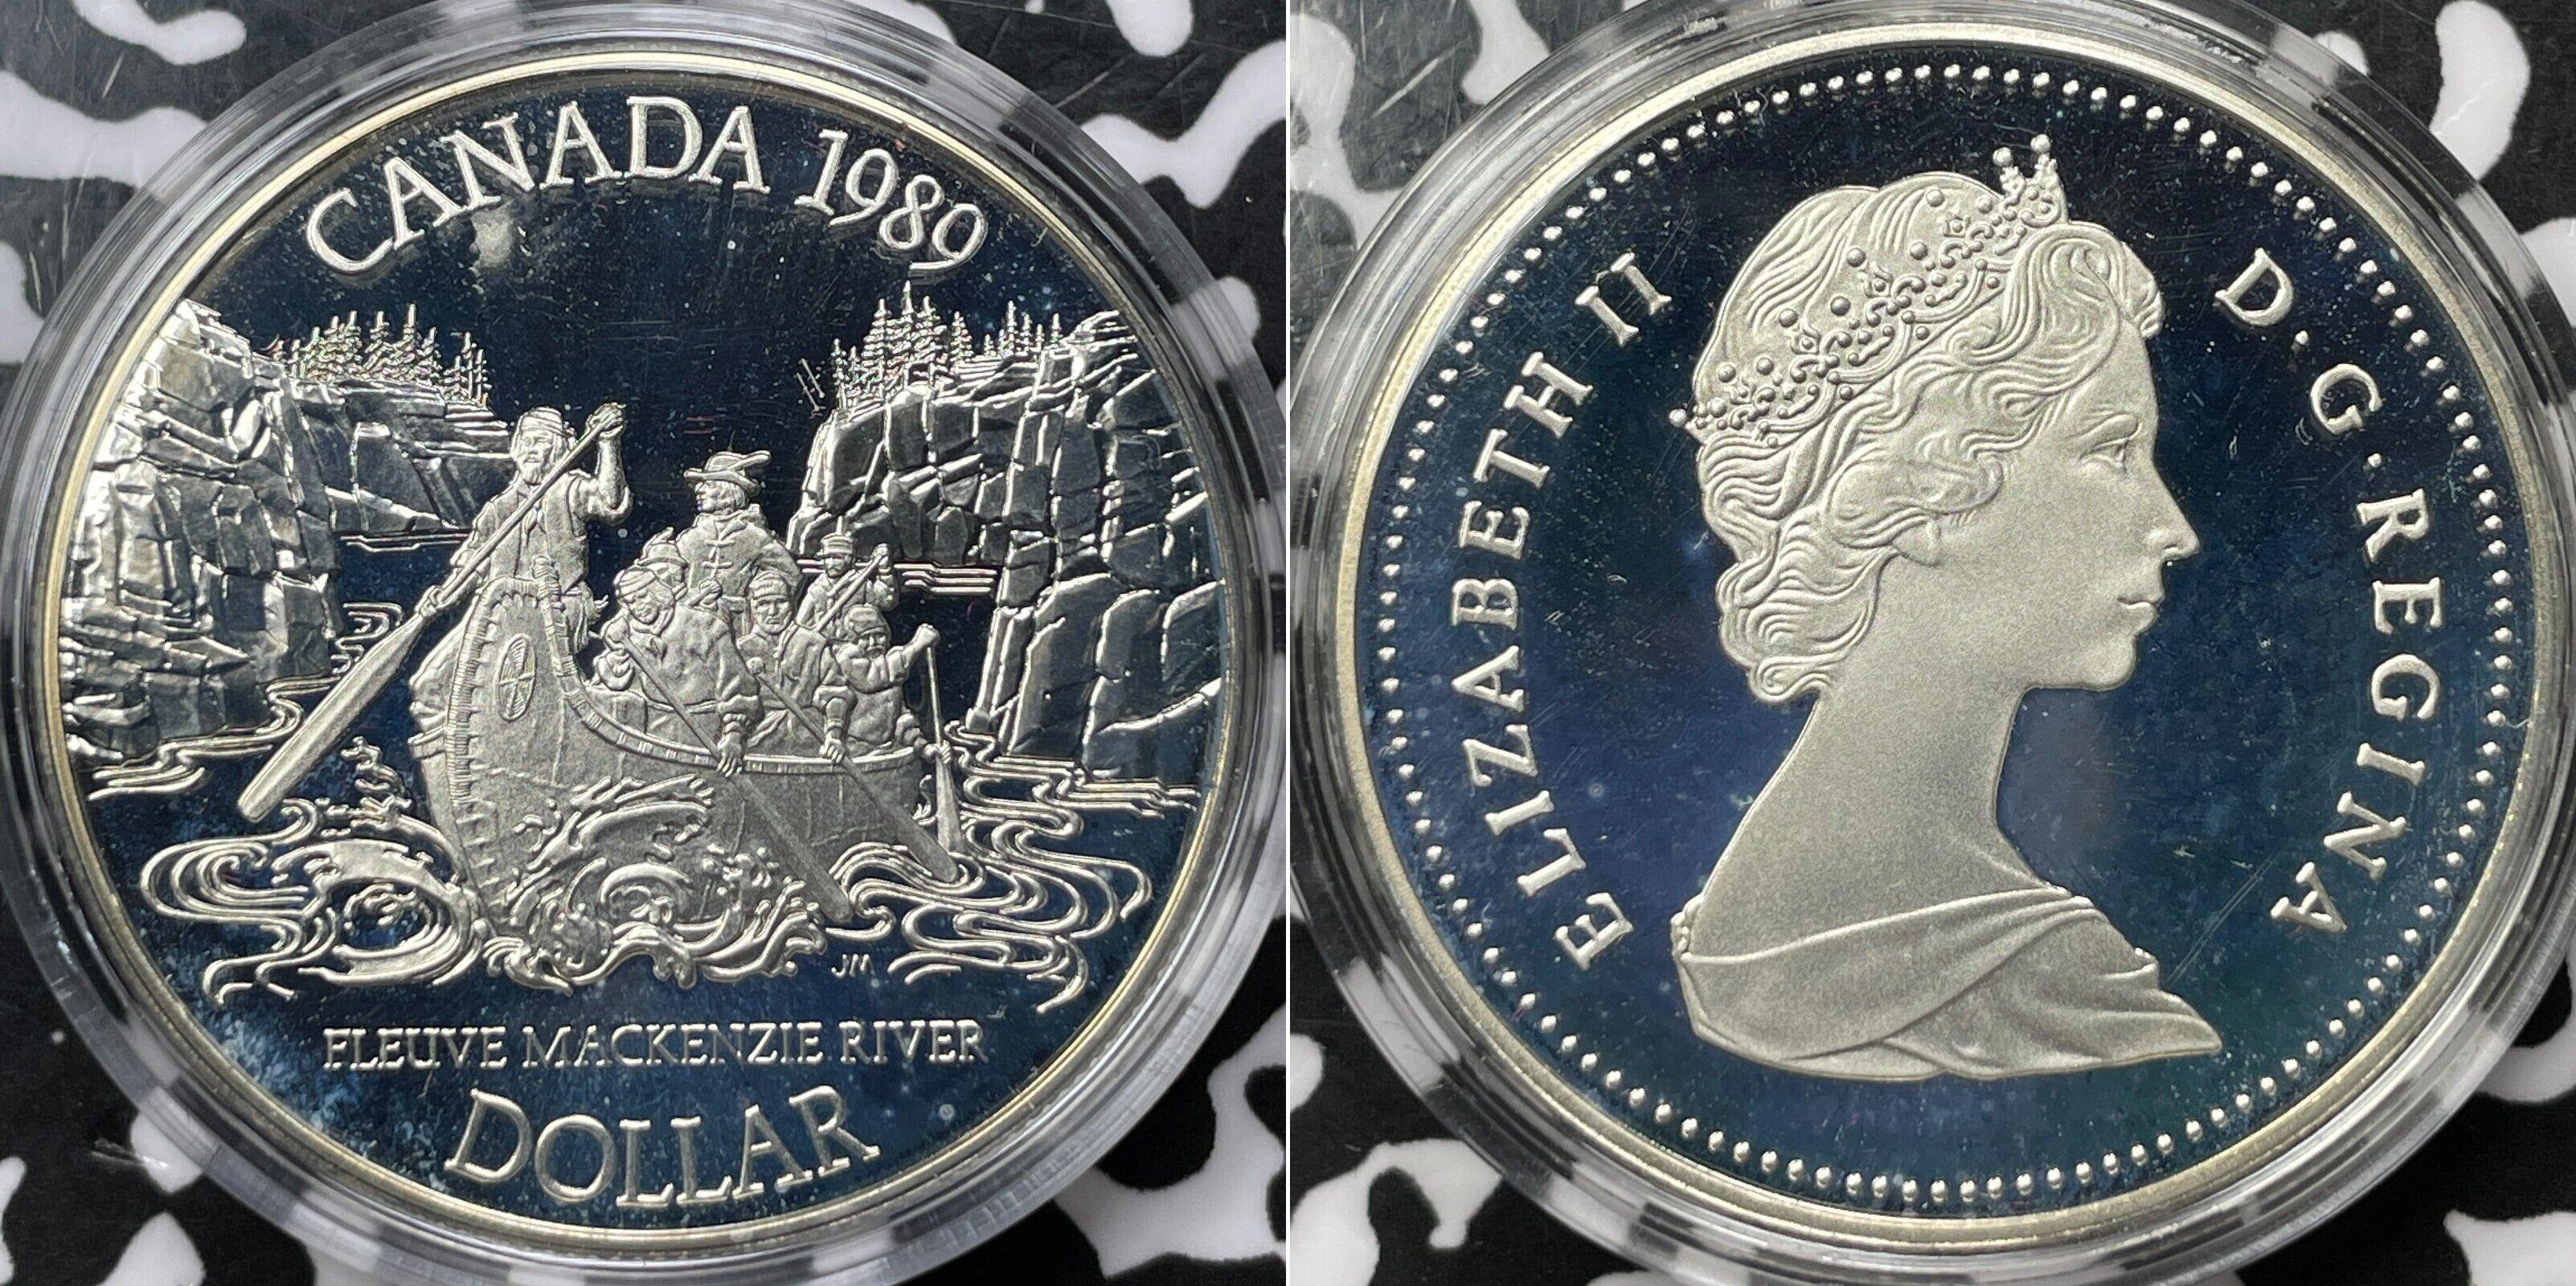 CANADA 1989
JM
FLEUVE MACKENZIE RIVER
DOLLAR
ELIZABETH II D·G·REGINA